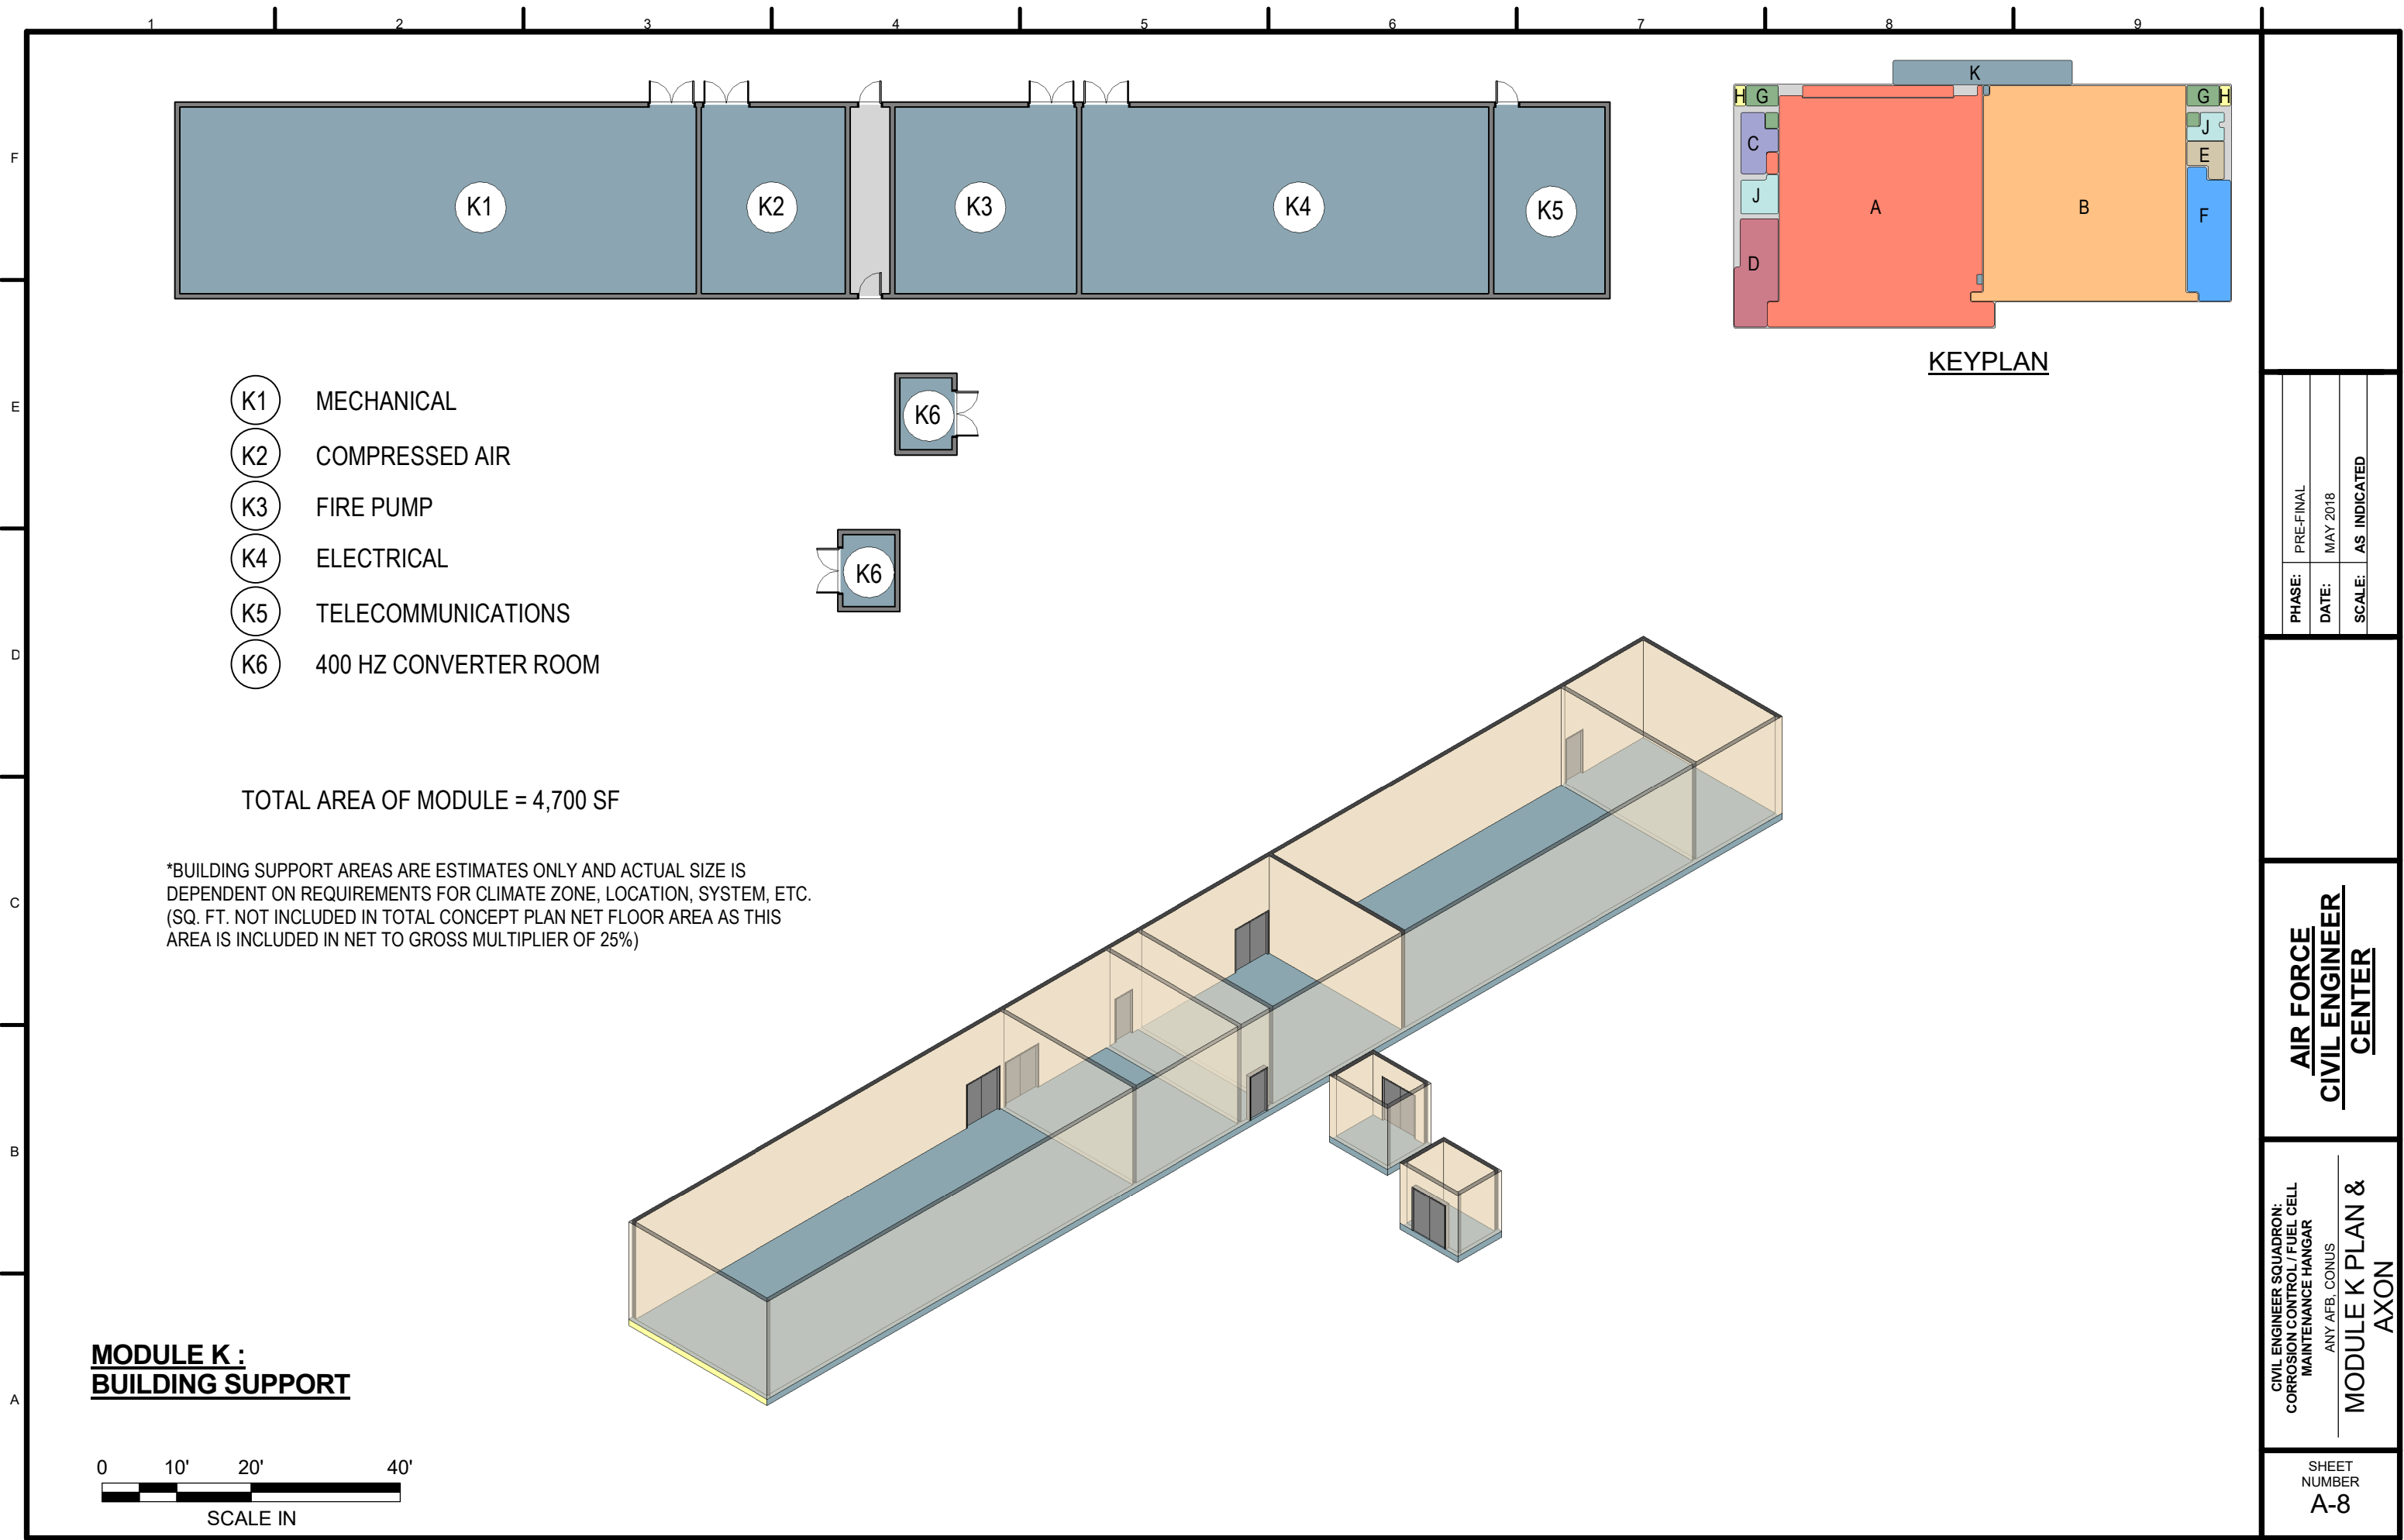 1 2 3 4 5 6 7 8 9
F
E
D
C
B
A
K1 K2 K3 K4 K5
K
H G G H
C J
E
J A B F
D
KEYPLAN
K6
K6
K1 MECHANICAL
K2 COMPRESSED AIR
K3 FIRE PUMP
K4 ELECTRICAL
K5 TELECOMMUNICATIONS
K6 400 HZ CONVERTER ROOM
TOTAL AREA OF MODULE = 4,700 SF
*BUILDING SUPPORT AREAS ARE ESTIMATES ONLY AND ACTUAL SIZE IS
DEPENDENT ON REQUIREMENTS FOR CLIMATE ZONE, LOCATION, SYSTEM, ETC.
(SQ. FT. NOT INCLUDED IN TOTAL CONCEPT PLAN NET FLOOR AREA AS THIS
AREA IS INCLUDED IN NET TO GROSS MULTIPLIER OF 25%)
MODULE K :
BUILDING SUPPORT
0 10' 20' 40'
SCALE IN
PHASE: PRE-FINAL
DATE: MAY 2018
SCALE: AS INDICATED
AIR FORCE
CIVIL ENGINEER
CENTER
CIVIL ENGINEER SQUADRON:
CORROSION CONTROL / FUEL CELL
MAINTENANCE HANGAR
ANY AFB, CONUS
MODULE K PLAN &
AXON
SHEET
NUMBER
A-8